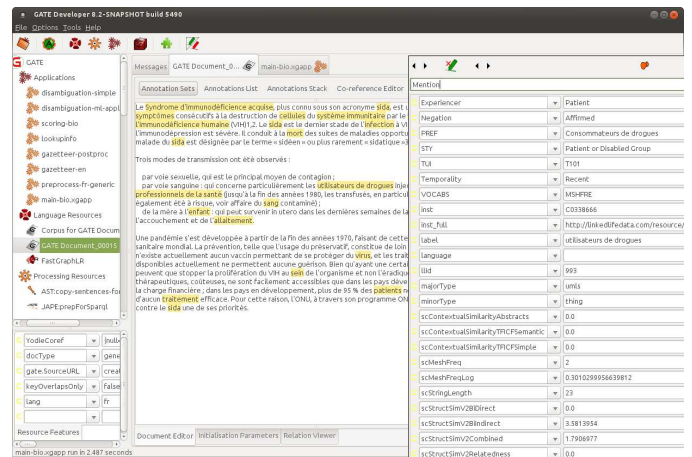 GATE Developer 8.2-SNAPSHOT build 5490
File Options Tools Help
GATE
Applications
disambiguation-simple
disambiguation-ml-appl
scoring-bio
lookupinfo
gazetteer-postproc
gazetteer-bio
preprocess-fr-generic
main-bio.xgapp
Language Resources
Corpus for GATE Docum
GATE Document_00015
FastGraphLR
Processing Resources
AST:copy-sentences-for
JAPE:prepForSparql
YodieCoref {null=
docType gene
gate.SourceURL creat
keyOverlapsOnly false
lang fr
Resource Features
main-bio.xgapp run in 2.487 seconds
Messages GATE Document_0... main-bio.xgapp
Annotation Sets Annotations List Annotations Stack Co-reference Editor
Le Syndrome d'immunodéficience acquise, plus connu sous son acronyme sida, est u
symptômes consécutifs à la destruction de cellules du système immunitaire par le
l'immunodéficience humaine (VIH)1,2. Le sida est le dernier stade de l'infection à VI
l'immunodépression est sévère. Il conduit à la mort des suites de maladies opportu
malade du sida est désignée par le terme « sidéen » ou plus rarement « sidatique »3
Trois modes de transmission ont été observés :
par voie sexuelle, qui est le principal moyen de contagion ;
par voie sanguine : qui concerne particulièrement les utilisateurs de drogues injec
professionnels de la santé (jusqu'à la fin des années 1980, les transfusés, en particul
également été à risque, voir affaire du sang contaminé) ;
de la mère à l'enfant : qui peut survenir in utero dans les dernières semaines de la
l'accouchement et de l'allaitement.
Une pandémie s'est développée à partir de la fin des années 1970, faisant de cette
sanitaire mondial. La prévention, telle que l'usage du préservatif, constitue de loin
n'existe actuellement aucun vaccin permettant de se protéger du virus, et les trait
disponibles actuellement ne permettent aucune guérison. Bien qu'ayant une certai
peuvent que stopper la prolifération du VIH au sein de l'organisme et non l'éradique
thérapeutiques, coûteuses, ne sont facilement accessibles que dans les pays déve
la charge financière ; dans les pays en développement, plus de 95 % des patients n
d'aucun traitement efficace. Pour cette raison, l'ONU, à travers son programme ON
contre le sida une de ses priorités.
Document Editor Initialisation Parameters Relation Viewer
Mention
Experiencer Patient
Negation Affirmed
PREF Consommateurs de drogues
STY Patient or Disabled Group
TUI T101
Temporality Recent
VOCABS MSHFRE
inst C0338666
inst_full http://linkedlifedata.com/resource/
label utilisateurs de drogues
language
llid 993
majorType umls
minorType thing
scContextualSimilarityAbstracts 0.0
scContextualSimilarityTFICFSemantic 0.0
scContextualSimilarityTFICFSimple 0.0
scMeshFreq 2
scMeshFreqLog 0.3010299956639812
scStringLength 23
scStructSimV2BIDirect 0.0
scStructSimV2BIIndirect 3.5813954
scStructSimV2Combined 1.7906977
scStructSimV2Relatedness 0.0